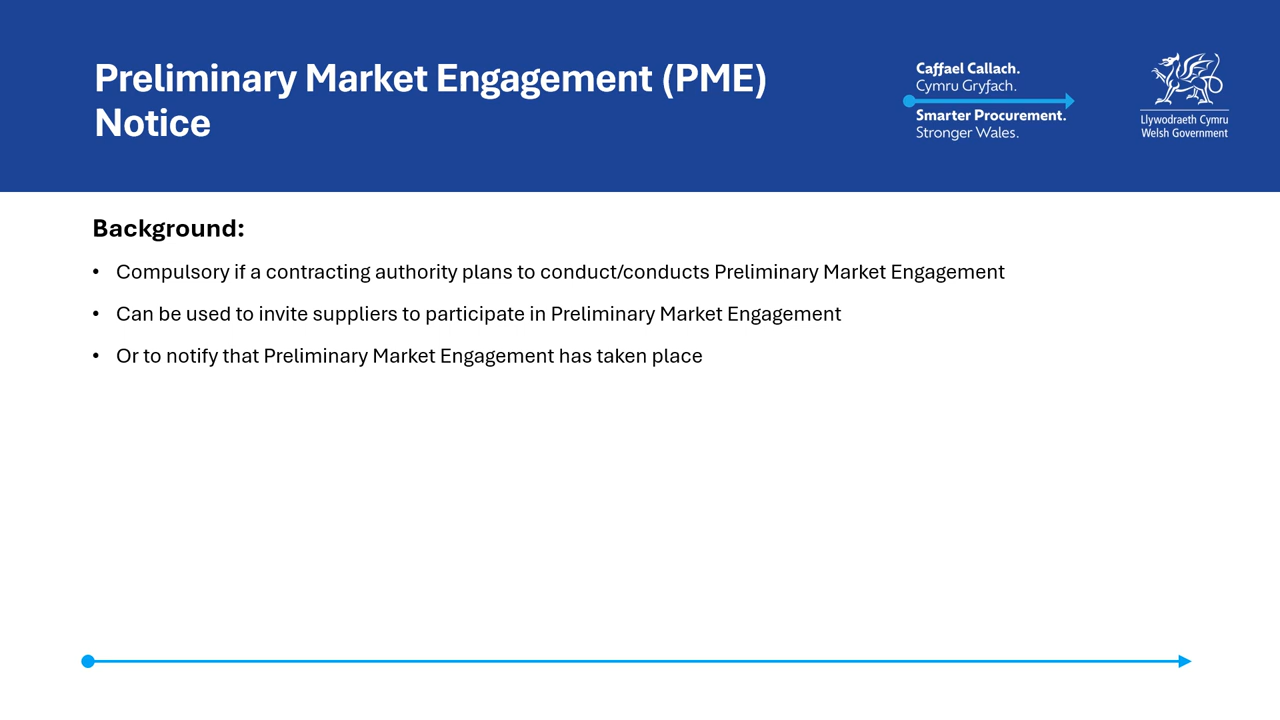 Preliminary Market Engagement (PME)
Notice
Caffael Callach.
Cymru Gryfach.
Smarter Procurement.
Stronger Wales.
Llywodraeth Cymru
Welsh Government
Background:
• Compulsory if a contracting authority plans to conduct/conducts Preliminary Market Engagement
• Can be used to invite suppliers to participate in Preliminary Market Engagement
• Or to notify that Preliminary Market Engagement has taken place